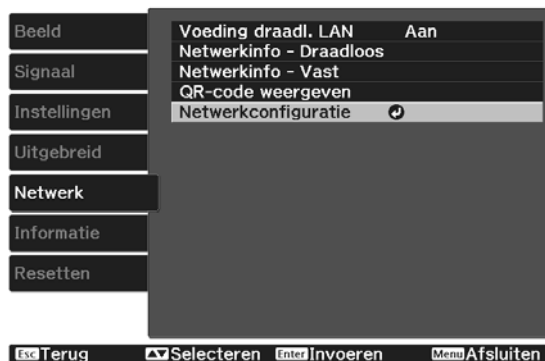 Beeld
Signaal
Instellingen
Uitgebreid
Netwerk
Informatie
Resetten
Voeding draadl. LAN Aan
Netwerkinfo - Draadloos
Netwerkinfo - Vast
QR-code weergeven
Netwerkconfiguratie
Esc Terug Selecteren Enter Invoeren Menu Afsluiten